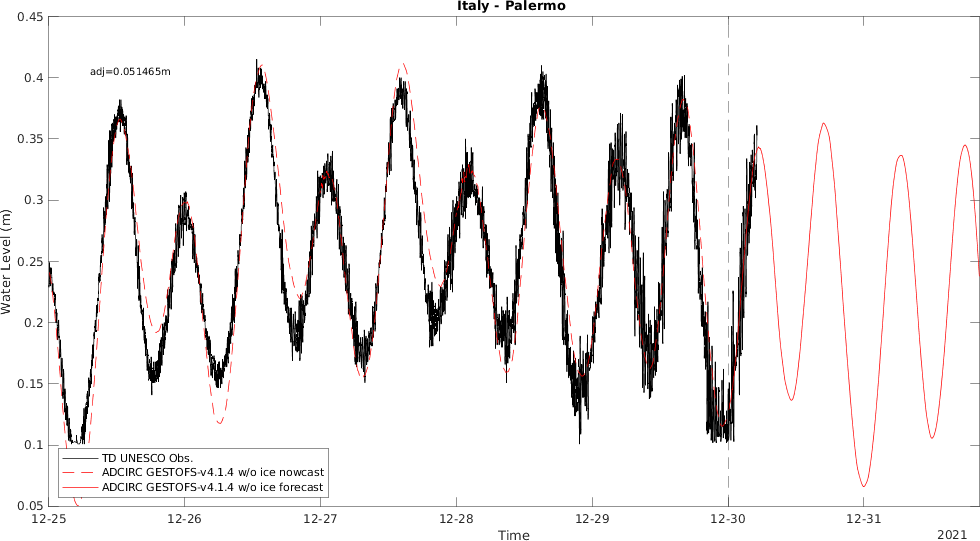 Italy - Palermo
adj=0.051465m
Water Level (m)
0.45
0.4
0.35
0.3
0.25
0.2
0.15
0.1
0.05
TD UNESCO Obs.
ADCIRC GESTOFS-v4.1.4 w/o ice nowcast
ADCIRC GESTOFS-v4.1.4 w/o ice forecast
12-25 12-26 12-27 12-28 12-29 12-30 12-31
Time
2021